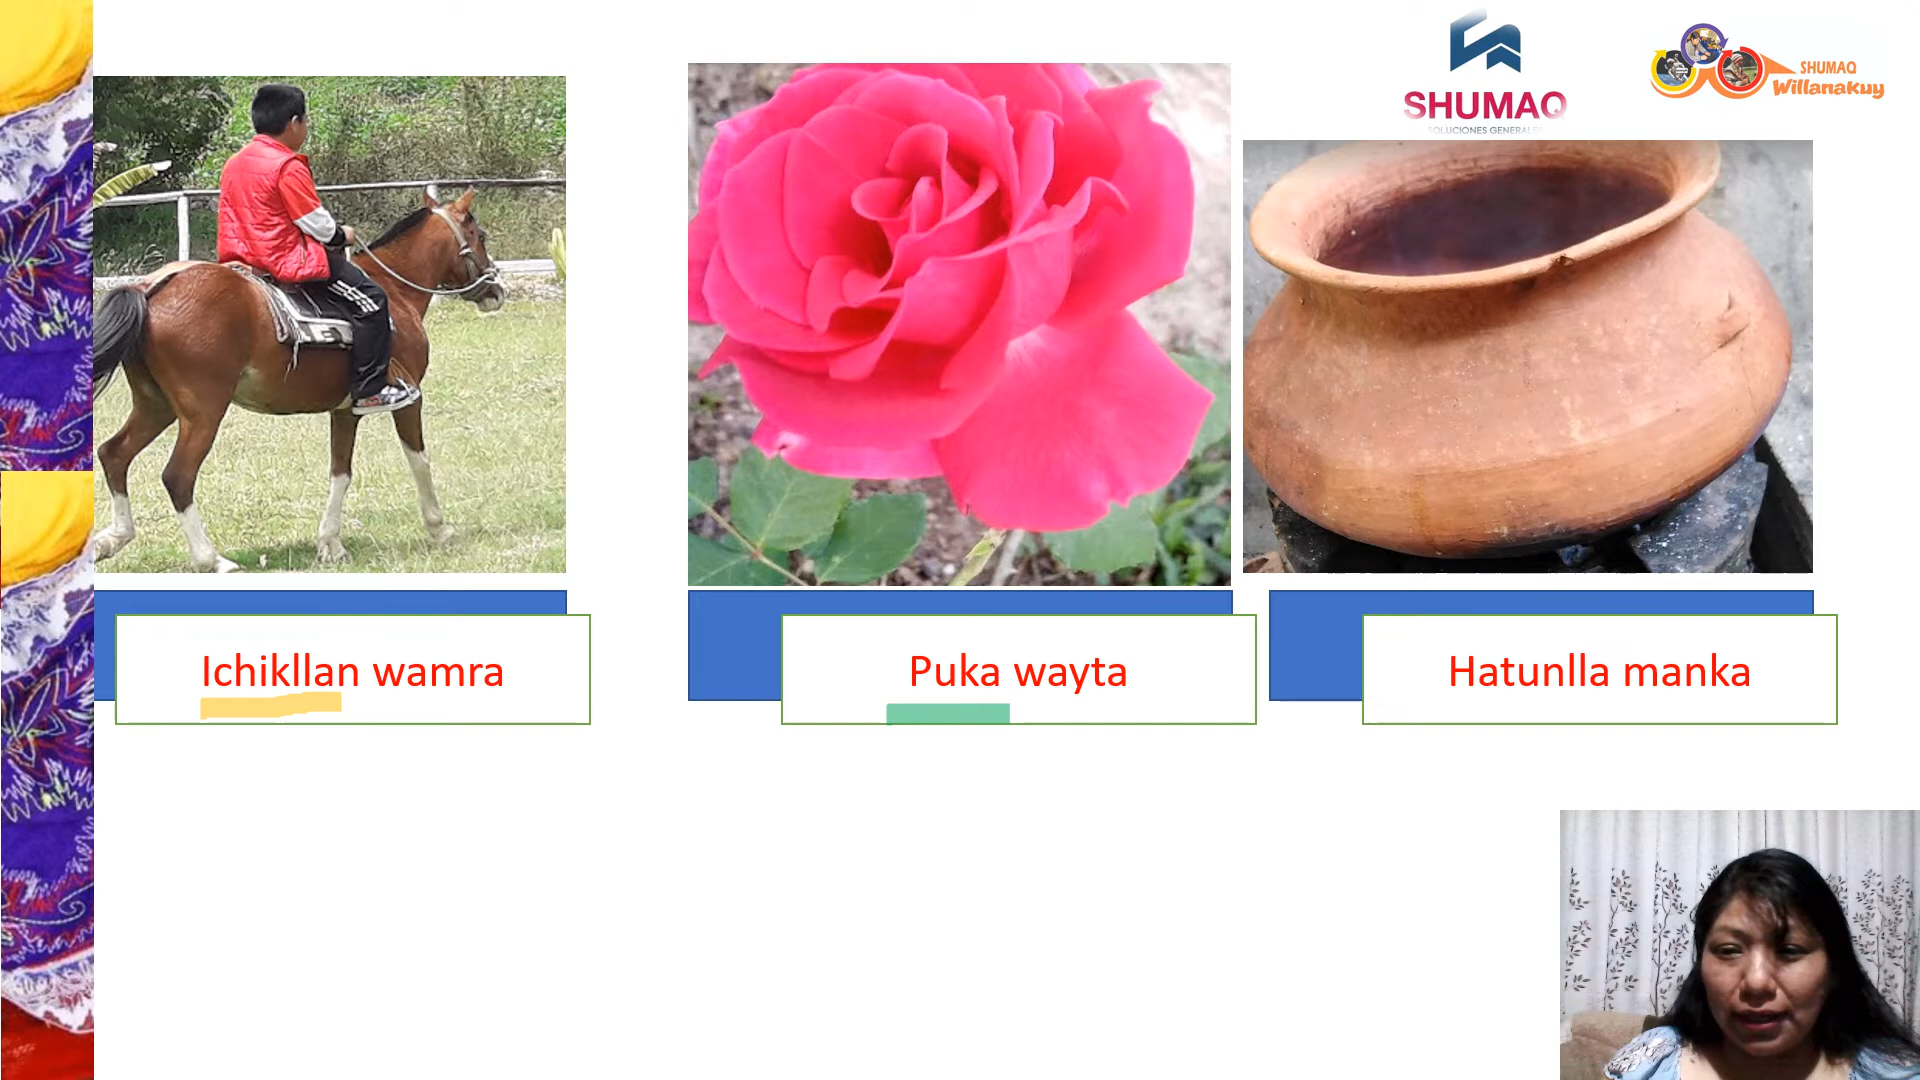 SHUMAQ
SOLUCIONES GENERALES
SHUMAQ
Willanakuy
Ichikllan wamra
Puka wayta
Hatunlla manka